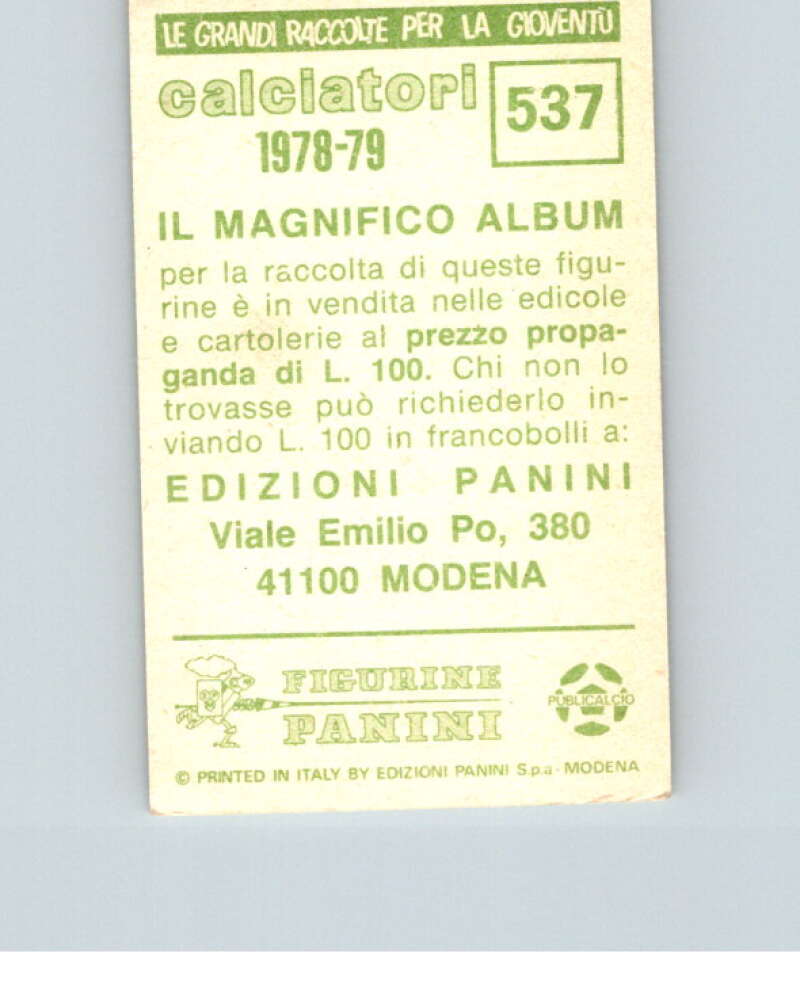 LE GRANDI RACCOLTE PER LA GIOVENTÙ
calciatori
1978-79
537
IL MAGNIFICO ALBUM
per la raccolta di queste figu-
rine è in vendita nelle edicole
e cartolerie al prezzo propa-
ganda di L. 100. Chi non lo
trovasse può richiederlo in-
viando L. 100 in francobolli a:
EDIZIONI PANINI
Viale Emilio Po, 380
41100 MODENA
FIGURINE
PANINI
PUBLICALCIO
© PRINTED IN ITALY BY EDIZIONI PANINI S.p.a - MODENA